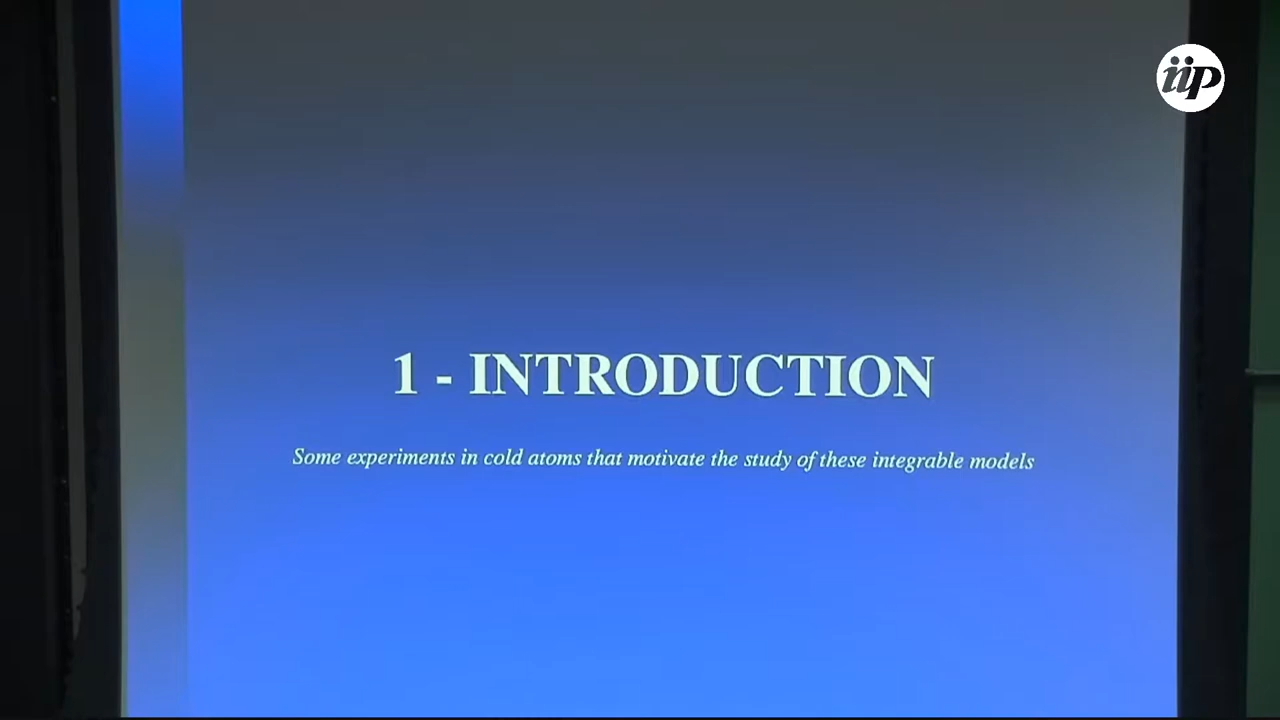 iip
1 - INTRODUCTION
Some experiments in cold atoms that motivate the study of these integrable models